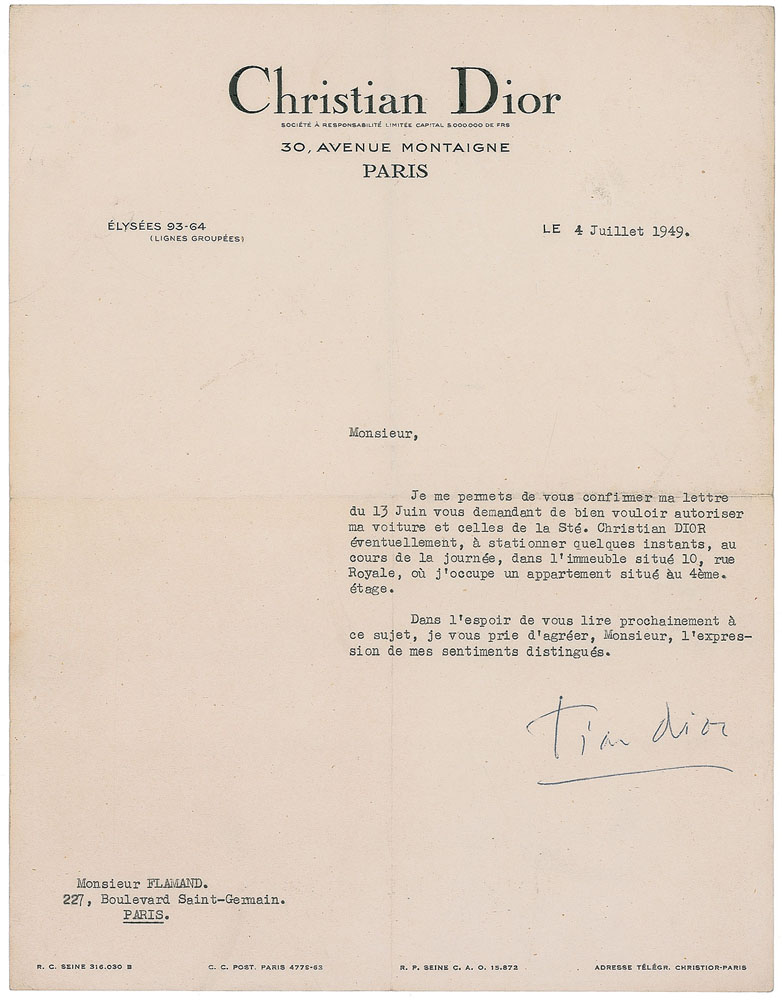 Christian Dior
SOCIÉTÉ À RESPONSABILITÉ LIMITÉE CAPITAL 5.000.000 DE FRS
30, AVENUE MONTAIGNE
PARIS
ÉLYSÉES 93-64
(LIGNES GROUPÉES)
LE 4 Juillet 1949.
Monsieur,
Je me permets de vous confirmer ma lettre
du 13 Juin vous demandant de bien vouloir autoriser
ma voiture et celles de la Sté. Christian DIOR
éventuellement, à stationner quelques instants, au
cours de la journée, dans l'immeuble situé 10, rue
Royale, où j'occupe un appartement situé àu 4ème.
étage.
Dans l'espoir de vous lire prochainement à
ce sujet, je vous prie d'agréer, Monsieur, l'expres-
sion de mes sentiments distingués.
tian dior
Monsieur FLAMAND.
227, Boulevard Saint-Germain.
PARIS.
R. C. SEINE 316.030 B
C. C. POST. PARIS 4779-63
R. P. SEINE C. A. O. 15.872
ADRESSE TÉLÉGR. CHRISTIOR-PARIS